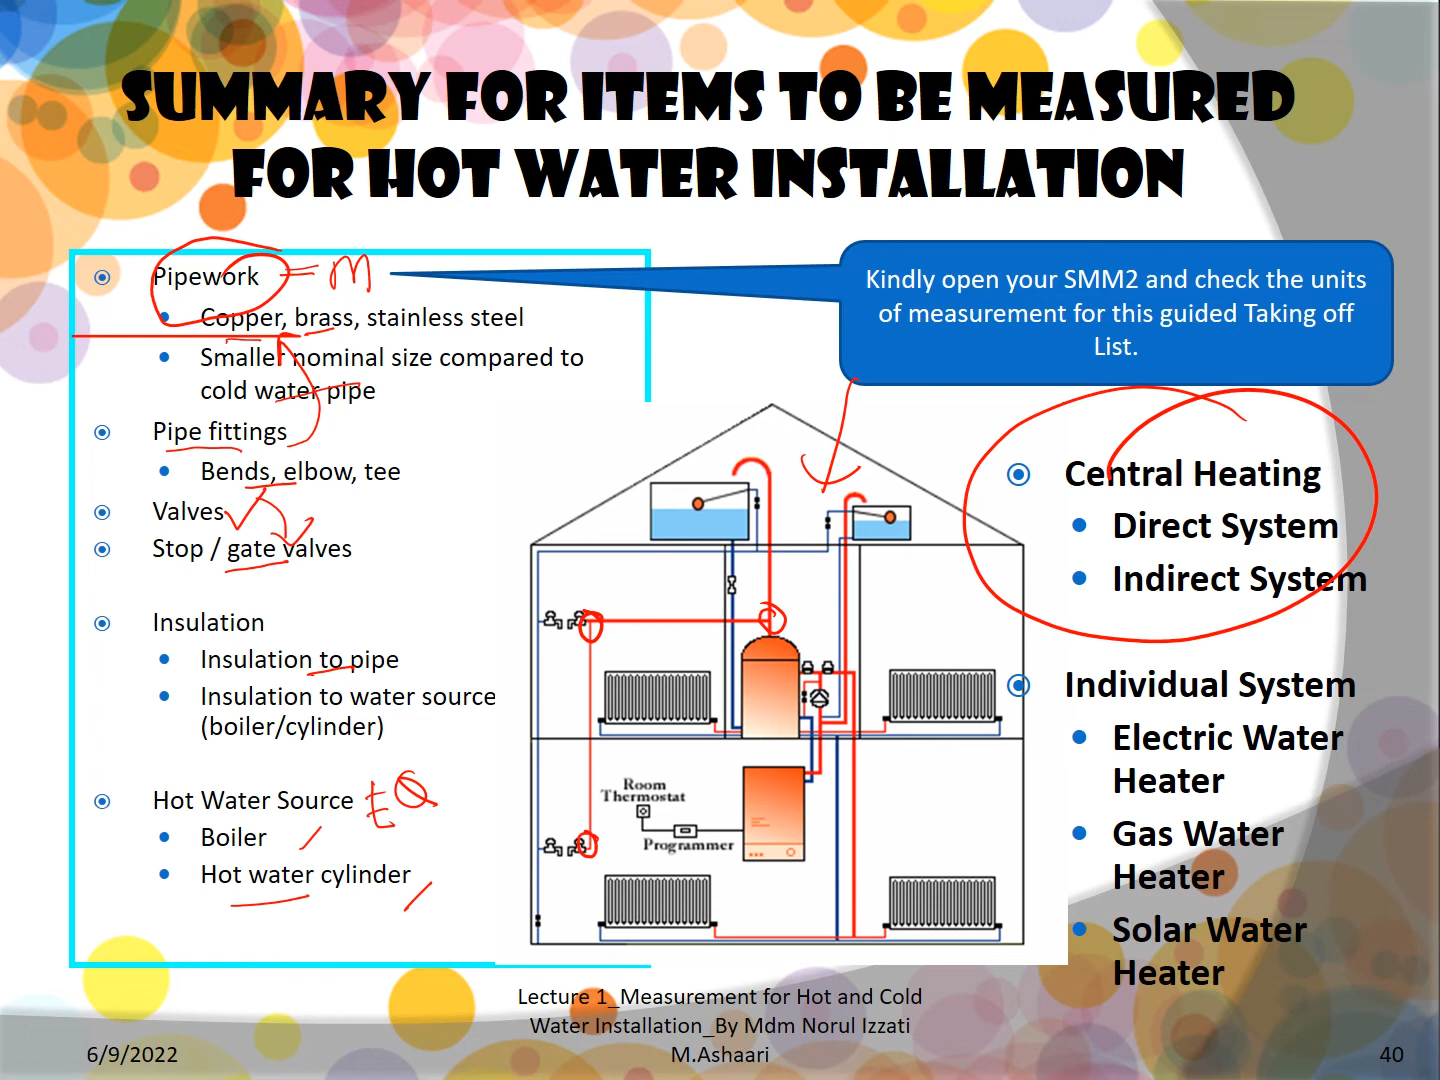 SUMMARY FOR ITEMS TO BE MEASURED
FOR HOT WATER INSTALLATION
Pipework = m
Copper, brass, stainless steel
Smaller nominal size compared to
cold water pipe
Pipe fittings
Bends, elbow, tee
Valves
Stop / gate valves
Insulation
Insulation to pipe
Insulation to water source
(boiler/cylinder)
Hot Water Source
Boiler
Hot water cylinder
Kindly open your SMM2 and check the units
of measurement for this guided Taking off
List.
Room
Thermostat
Programmer
Central Heating
Direct System
Indirect System
Individual System
Electric Water
Heater
Gas Water
Heater
Solar Water
Heater
6/9/2022
Lecture 1_Measurement for Hot and Cold
Water Installation_By Mdm Norul Izzati
M.Ashaari
40